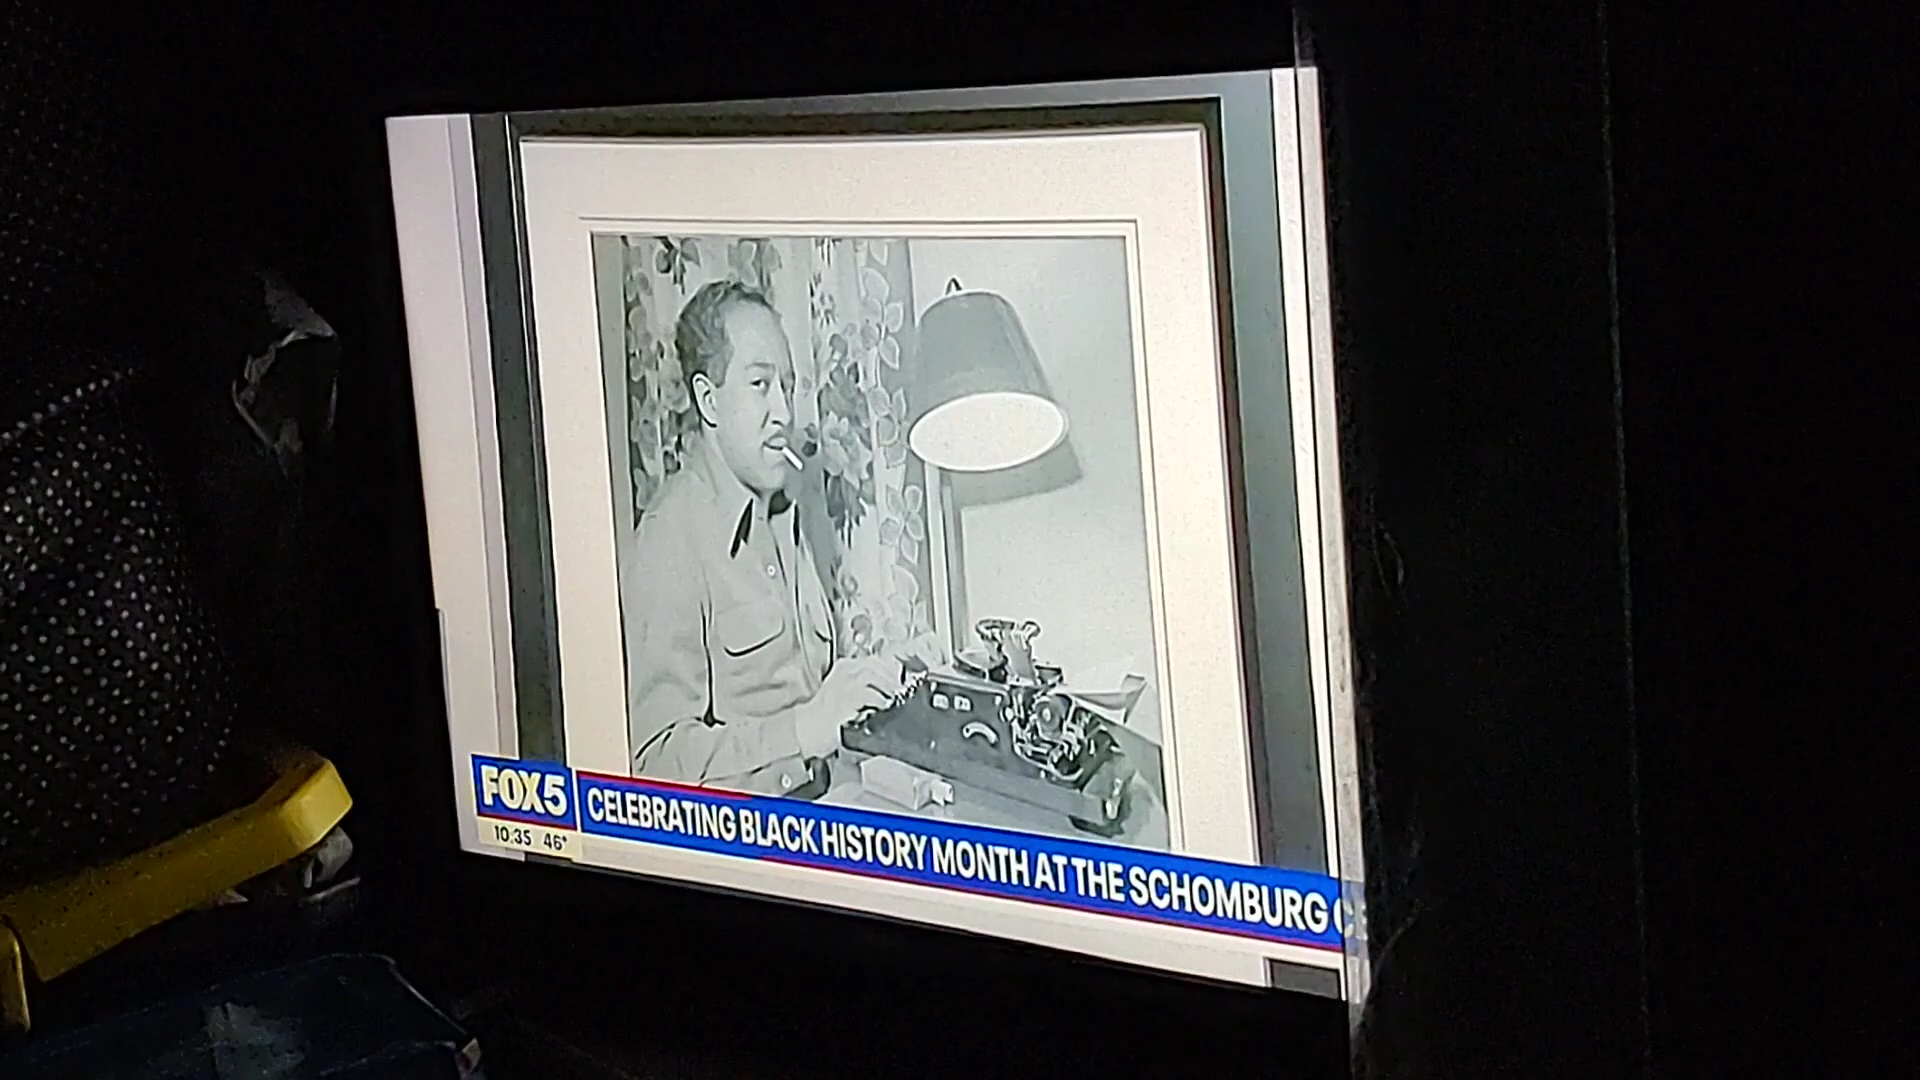 FOX5
CELEBRATING BLACK HISTORY MONTH AT THE SCHOMBURG
10:35 46°